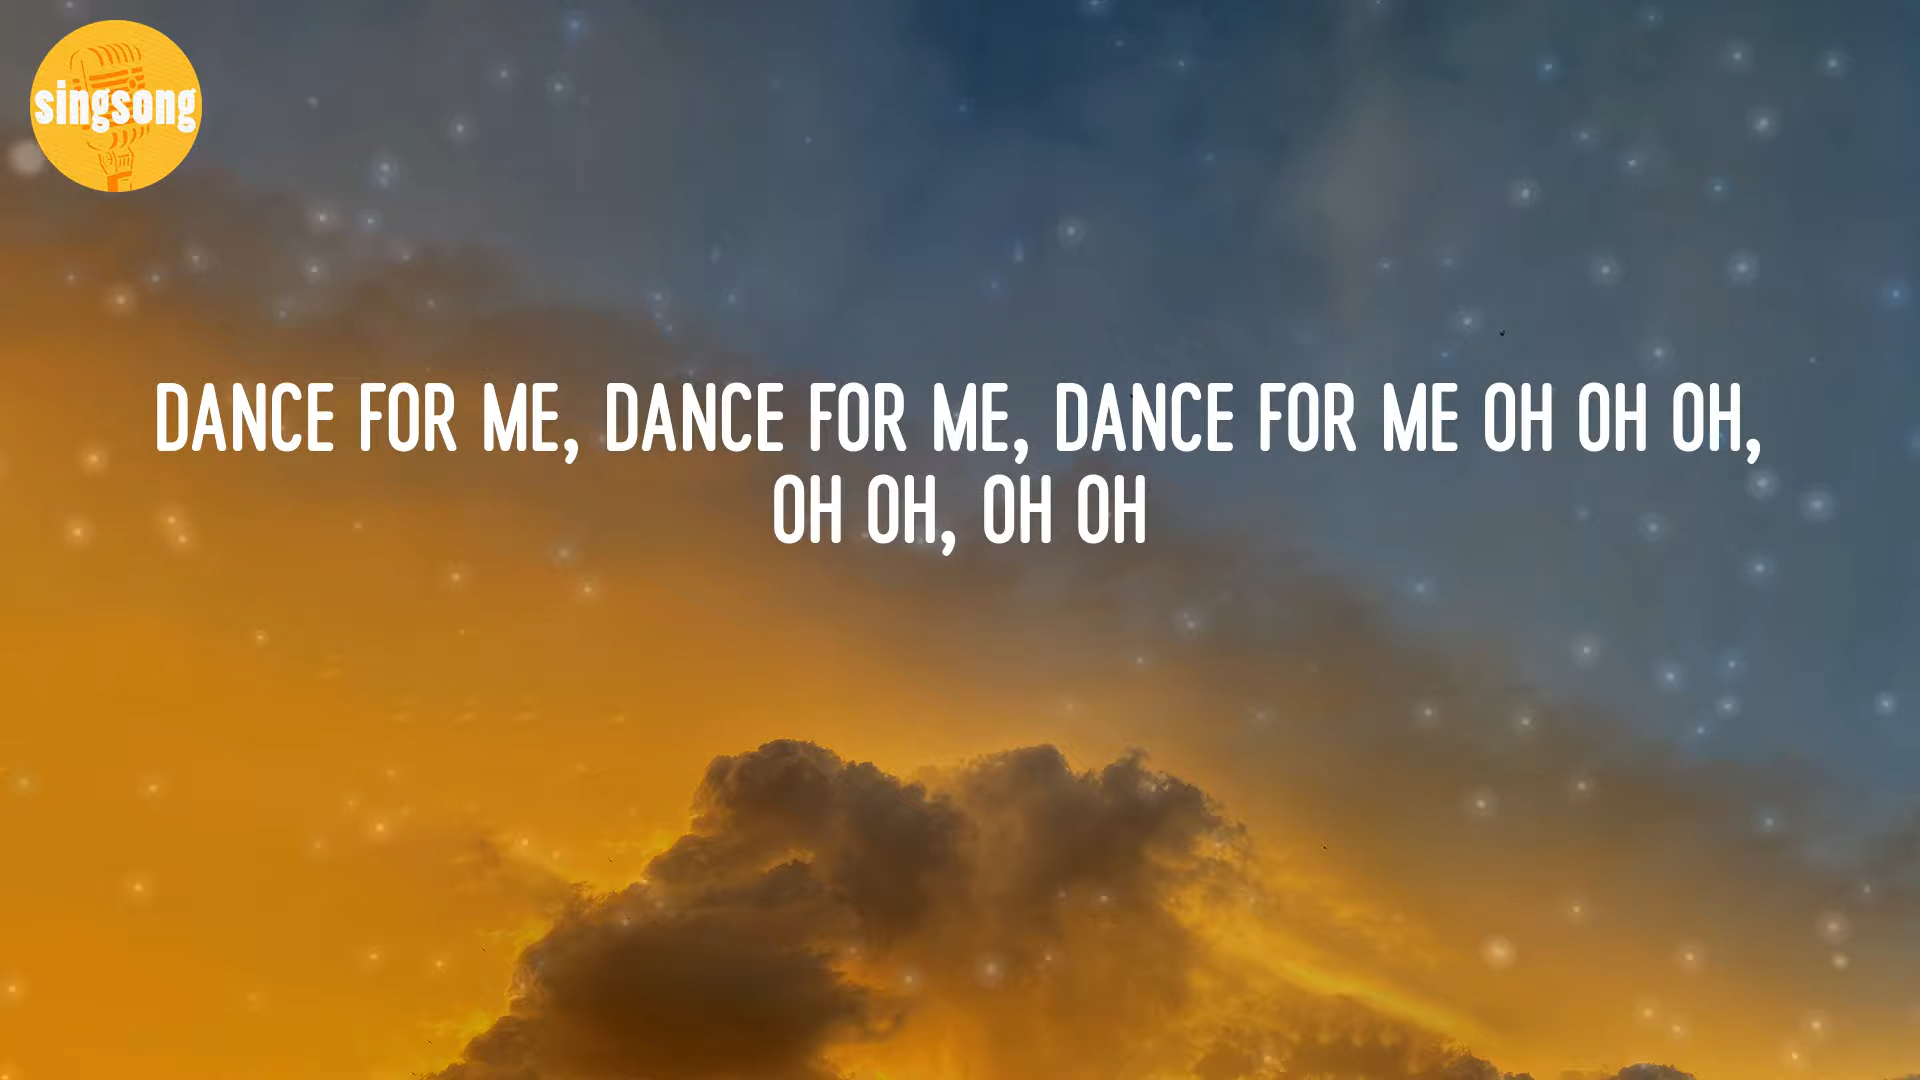 singsong
DANCE FOR ME, DANCE FOR ME, DANCE FOR ME OH OH OH,
OH OH, OH OH